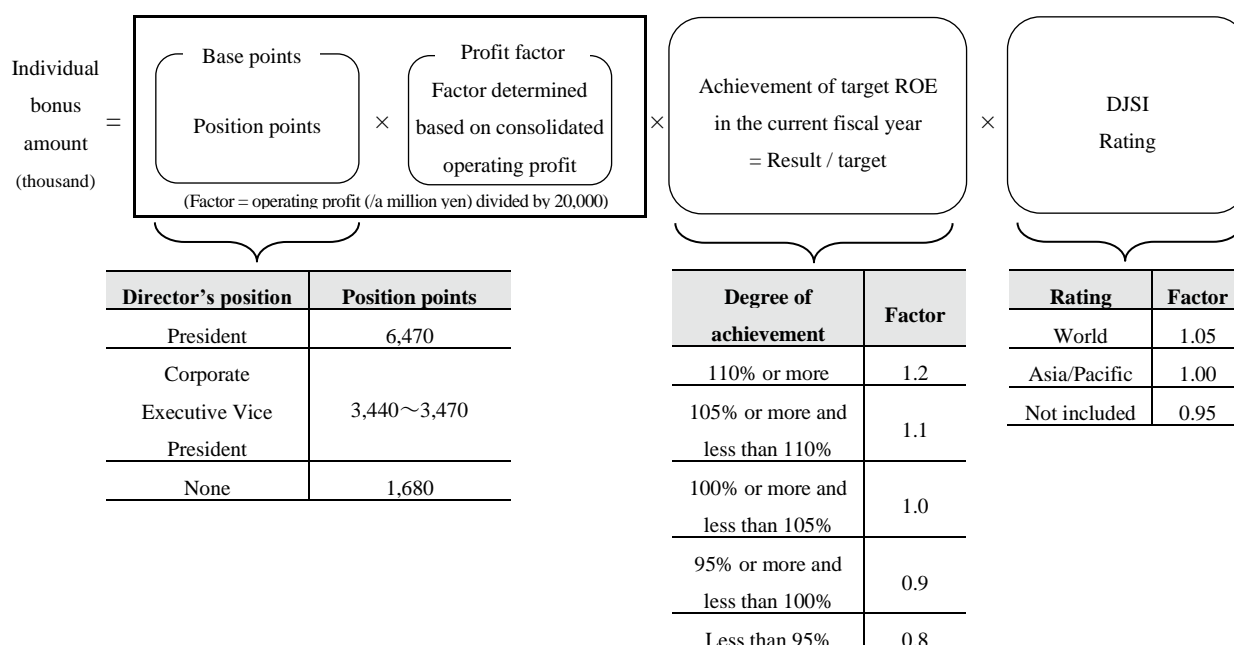 Individual
bonus
amount
(thousand)
=
Base points
Position points
×
Profit factor
Factor determined
based on consolidated
operating profit
(Factor = operating profit (/a million yen) divided by 20,000)
×
Achievement of target ROE
in the current fiscal year
= Result / target
×
DJSI
Rating
Director's position Position points
President 6,470
Corporate
Executive Vice
President
3,440～3,470
None 1,680
Degree of
achievement
Factor
110% or more 1.2
105% or more and
less than 110%
1.1
100% or more and
less than 105%
1.0
95% or more and
less than 100%
0.9
Less than 95% 0.8
Rating Factor
World 1.05
Asia/Pacific 1.00
Not included 0.95